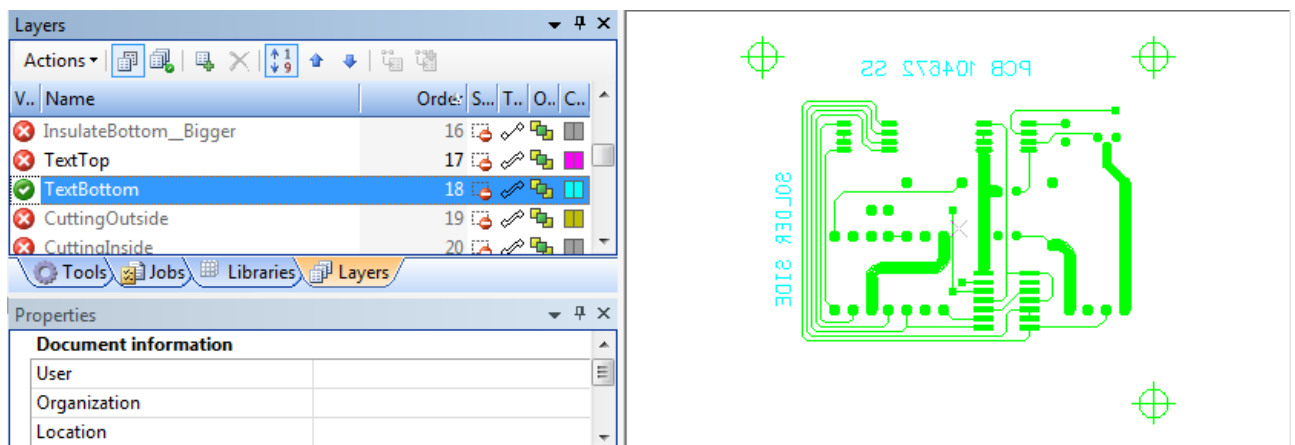 Layers
Actions
V.. Name Order S... T.. O.. C..
InsulateBottom__Bigger 16
TextTop 17
TextBottom 18
CuttingOutside 19
CuttingInside 20
Tools Jobs Libraries Layers
Properties
Document information
User
Organization
Location
PCB 104672 SS
SOLDER SIDE